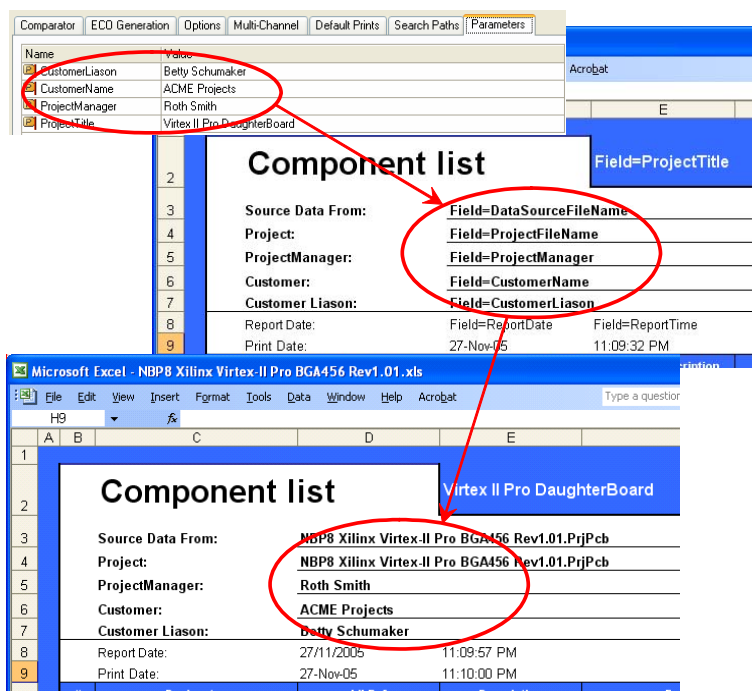 Comparator ECO Generation Options Multi-Channel Default Prints Search Paths Parameters
Name Value
CustomerLiason Betty Schumaker
CustomerName ACME Projects
ProjectManager Roth Smith
ProjectTitle Virtex II Pro DaughterBoard
Acrobat
E
2 Component list Field=ProjectTitle
3 Source Data From: Field=DataSourceFileName
4 Project: Field=ProjectFileName
5 ProjectManager: Field=ProjectManager
6 Customer: Field=CustomerName
7 Customer Liason: Field=CustomerLiason
8 Report Date: Field=ReportDate Field=ReportTime
9 Print Date: 27-Nov-05 11:09:32 PM
Microsoft Excel - NBP8 Xilinx Virtex-II Pro BGA456 Rev1.01.xls
File Edit View Insert Format Tools Data Window Help Acrobat Type a question
H9 fx
A B C D E
1
2 Component list Virtex II Pro DaughterBoard
3 Source Data From: NBP8 Xilinx Virtex-II Pro BGA456 Rev1.01.PrjPcb
4 Project: NBP8 Xilinx Virtex-II Pro BGA456 Rev1.01.PrjPcb
5 ProjectManager: Roth Smith
6 Customer: ACME Projects
7 Customer Liason: Betty Schumaker
8 Report Date: 27/11/2005 11:09:57 PM
9 Print Date: 27-Nov-05 11:10:00 PM